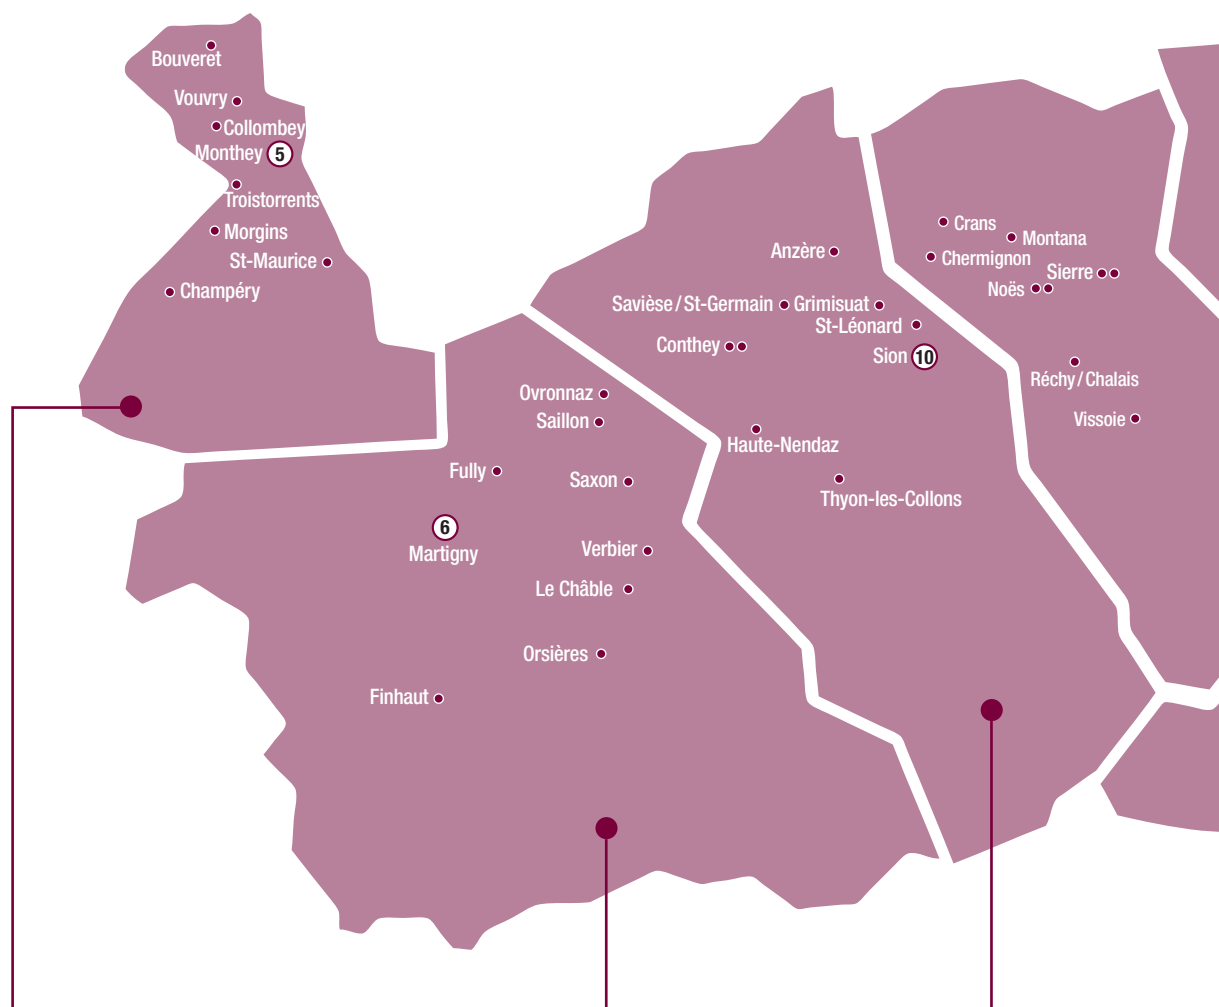 Bouveret
Vouvry
Collombey
Monthey 5
Troistorrents
Morgins
St-Maurice
Champéry
Crans
Montana
Anzère
Chermignon
Sierre
Noës
Savièse/St-Germain
Grimisuat
St-Léonard
Conthey
Sion 10
Réchy/Chalais
Ovronnaz
Saillon
Vissoie
Haute-Nendaz
Fully
Saxon
Thyon-les-Collons
6
Martigny
Verbier
Le Châble
Orsières
Finhaut